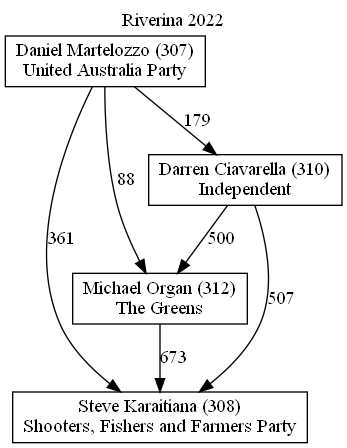 Riverina 2022
Daniel Martelozzo (307)
United Australia Party
179
Darren Ciavarella (310)
Independent
88
361
500
Michael Organ (312)
The Greens
507
673
Steve Karaitiana (308)
Shooters, Fishers and Farmers Party